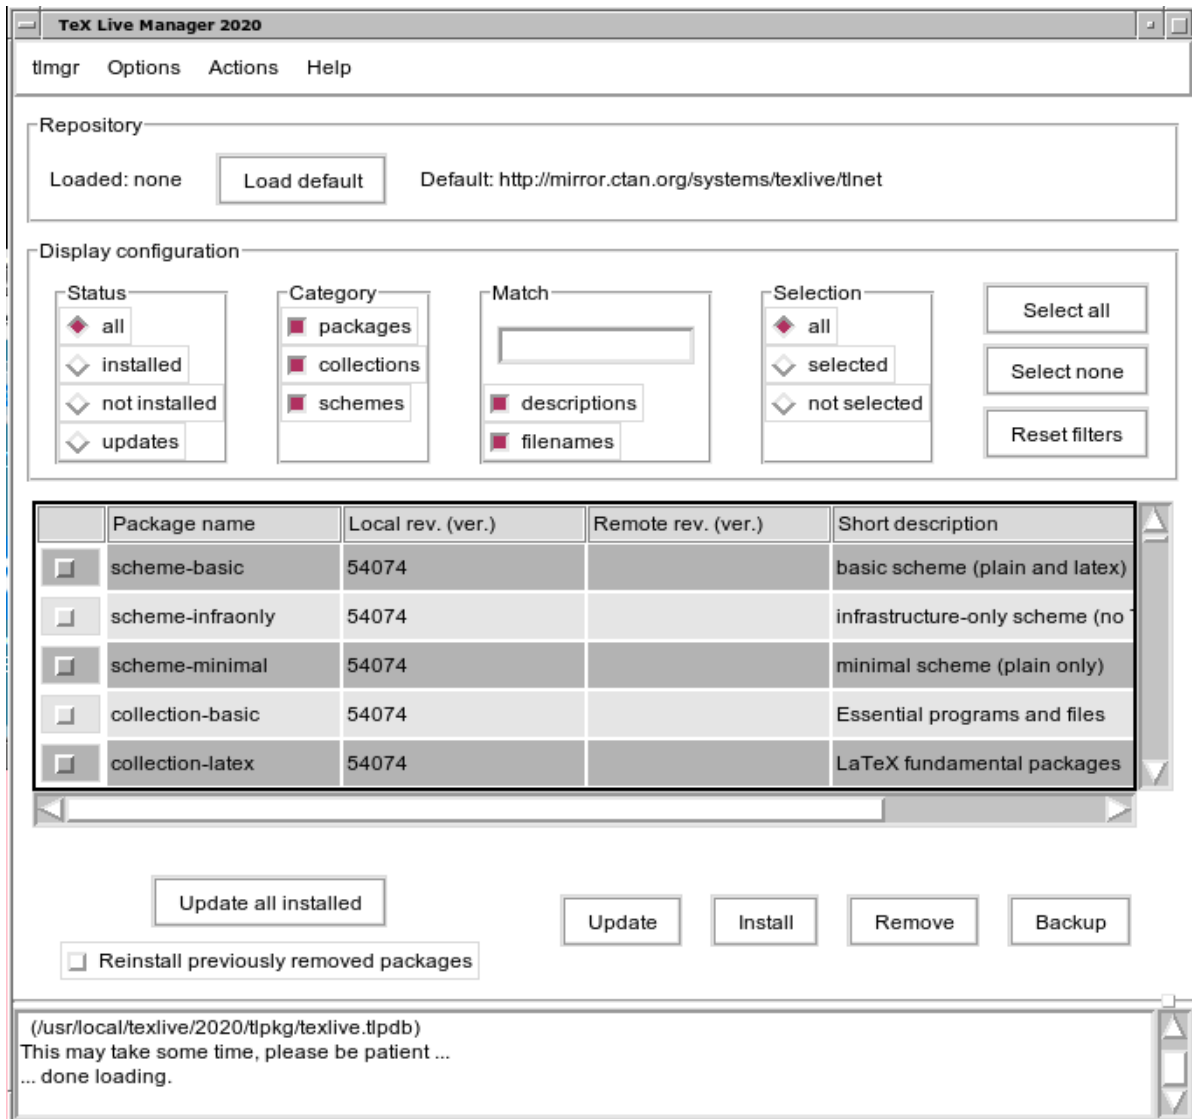 TeX Live Manager 2020
tlmgr Options Actions Help
Repository
Loaded: none Load default Default: http://mirror.ctan.org/systems/texlive/tlnet
Display configuration
Status Category Match Selection
all packages all Select all
installed collections selected Select none
not installed schemes descriptions not selected
updates filenames Reset filters
Package name Local rev. (ver.) Remote rev. (ver.) Short description
scheme-basic 54074 basic scheme (plain and latex)
scheme-infraonly 54074 infrastructure-only scheme (no
scheme-minimal 54074 minimal scheme (plain only)
collection-basic 54074 Essential programs and files
collection-latex 54074 LaTeX fundamental packages
Update all installed
Update Install Remove Backup
Reinstall previously removed packages
(/usr/local/texlive/2020/tlpkg/texlive.tlpdb)
This may take some time, please be patient ...
... done loading.